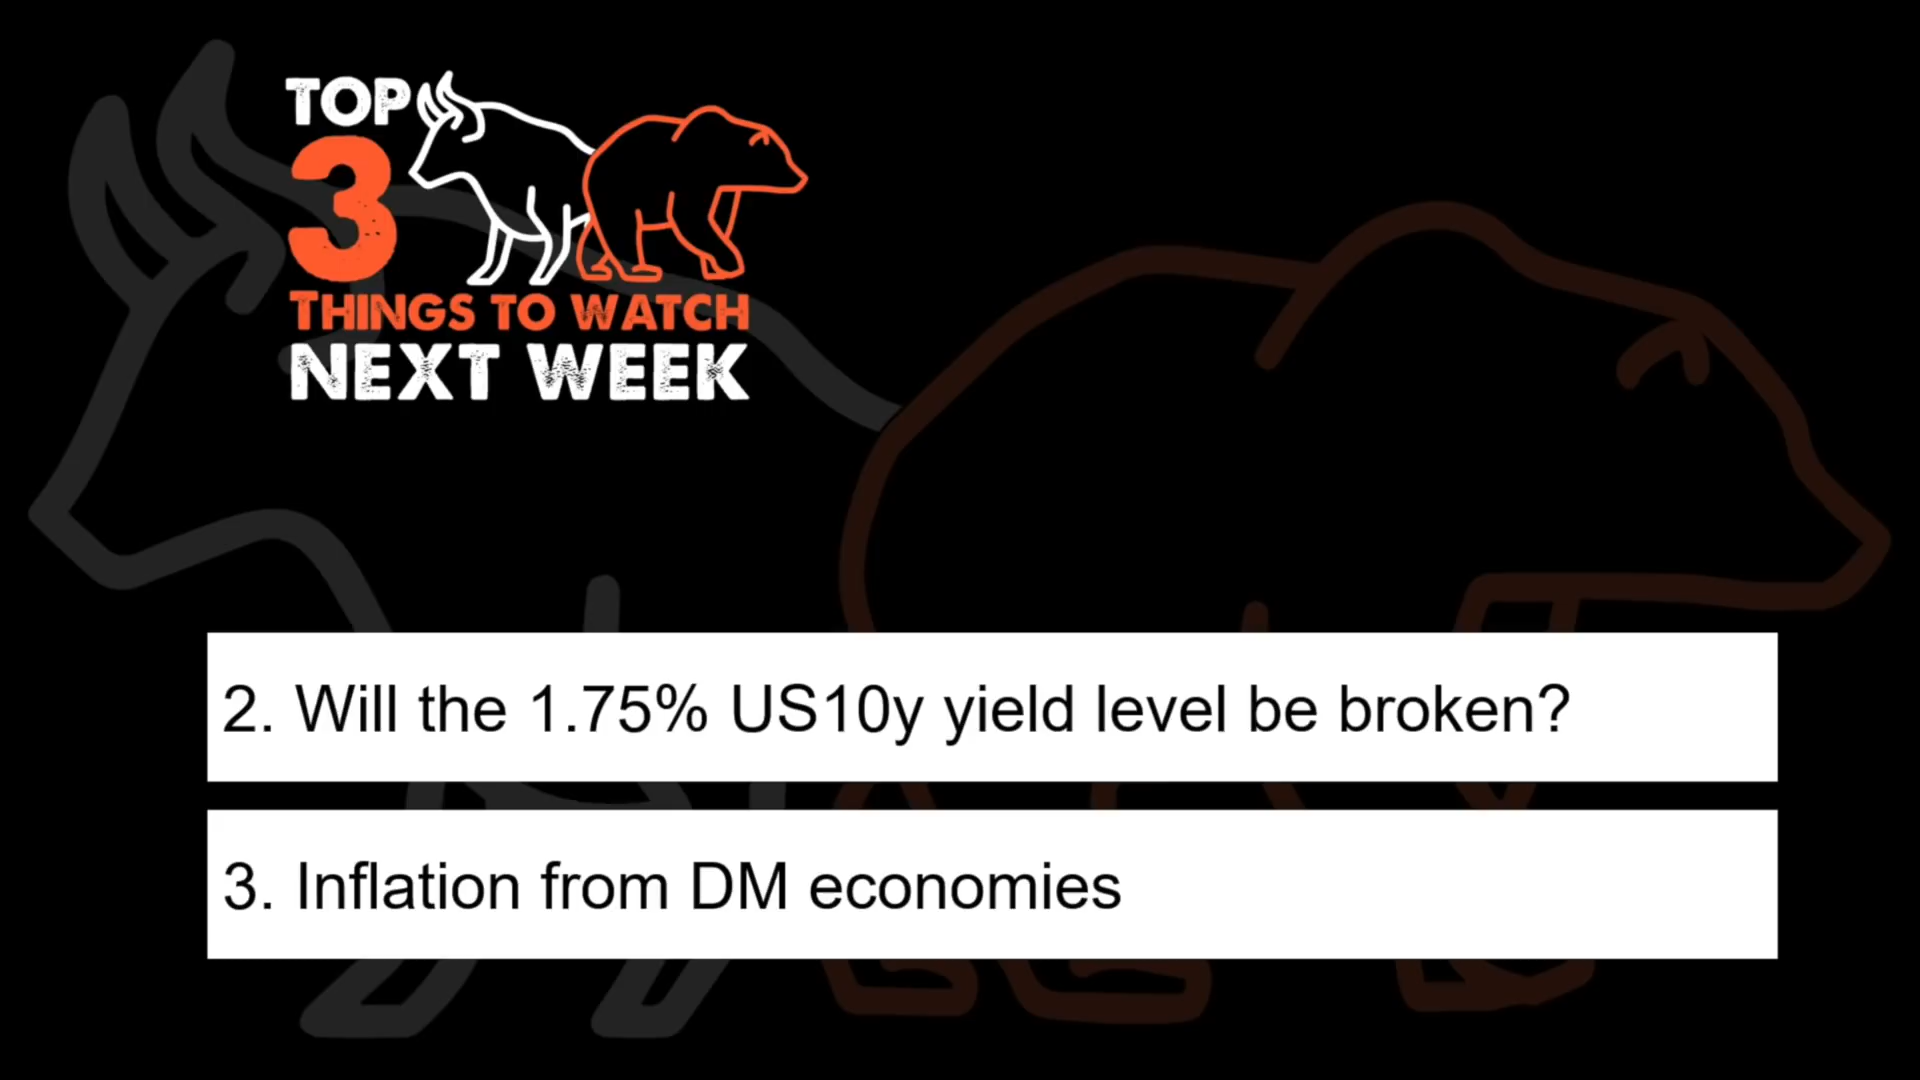 TOP
3
THINGS TO WATCH
NEXT WEEK
2. Will the 1.75% US10y yield level be broken?
3. Inflation from DM economies